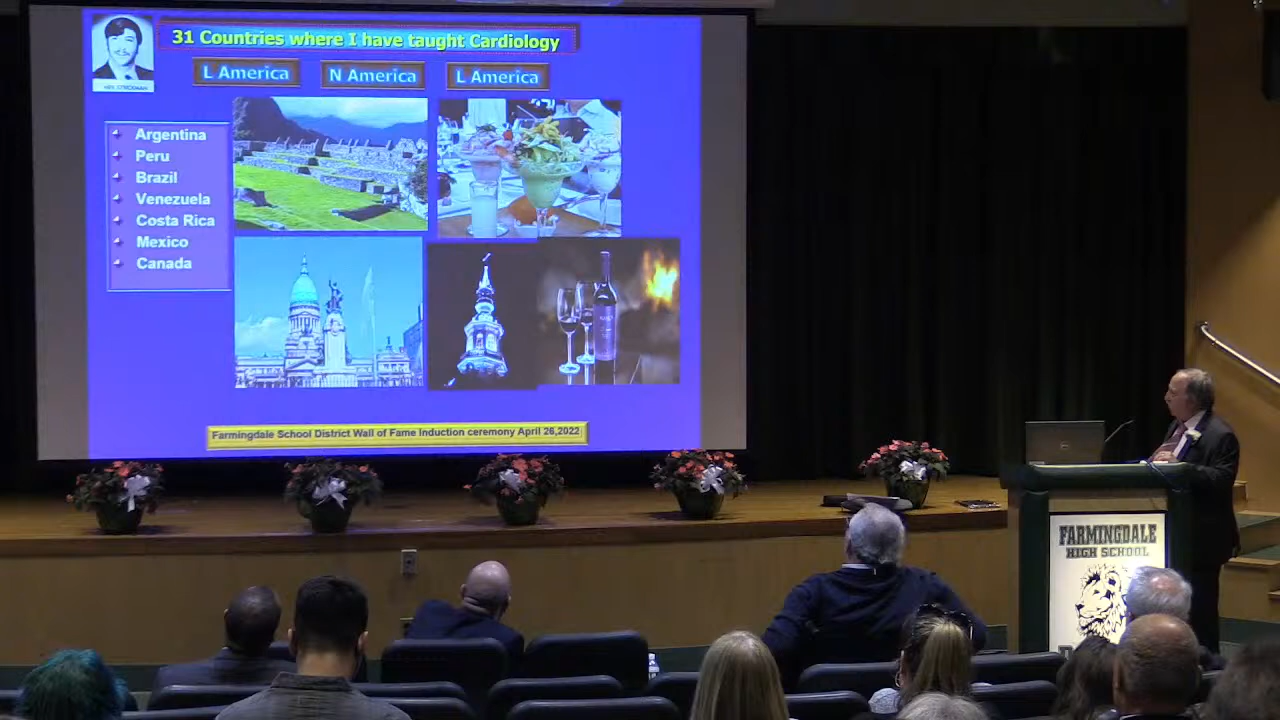 31 Countries where I have taught Cardiology
L America
N America
L America
Argentina
Peru
Brazil
Venezuela
Costa Rica
Mexico
Canada
Farmingdale School District Wall of Fame Induction ceremony April 26,2022
FARMINGDALE
HIGH SCHOOL